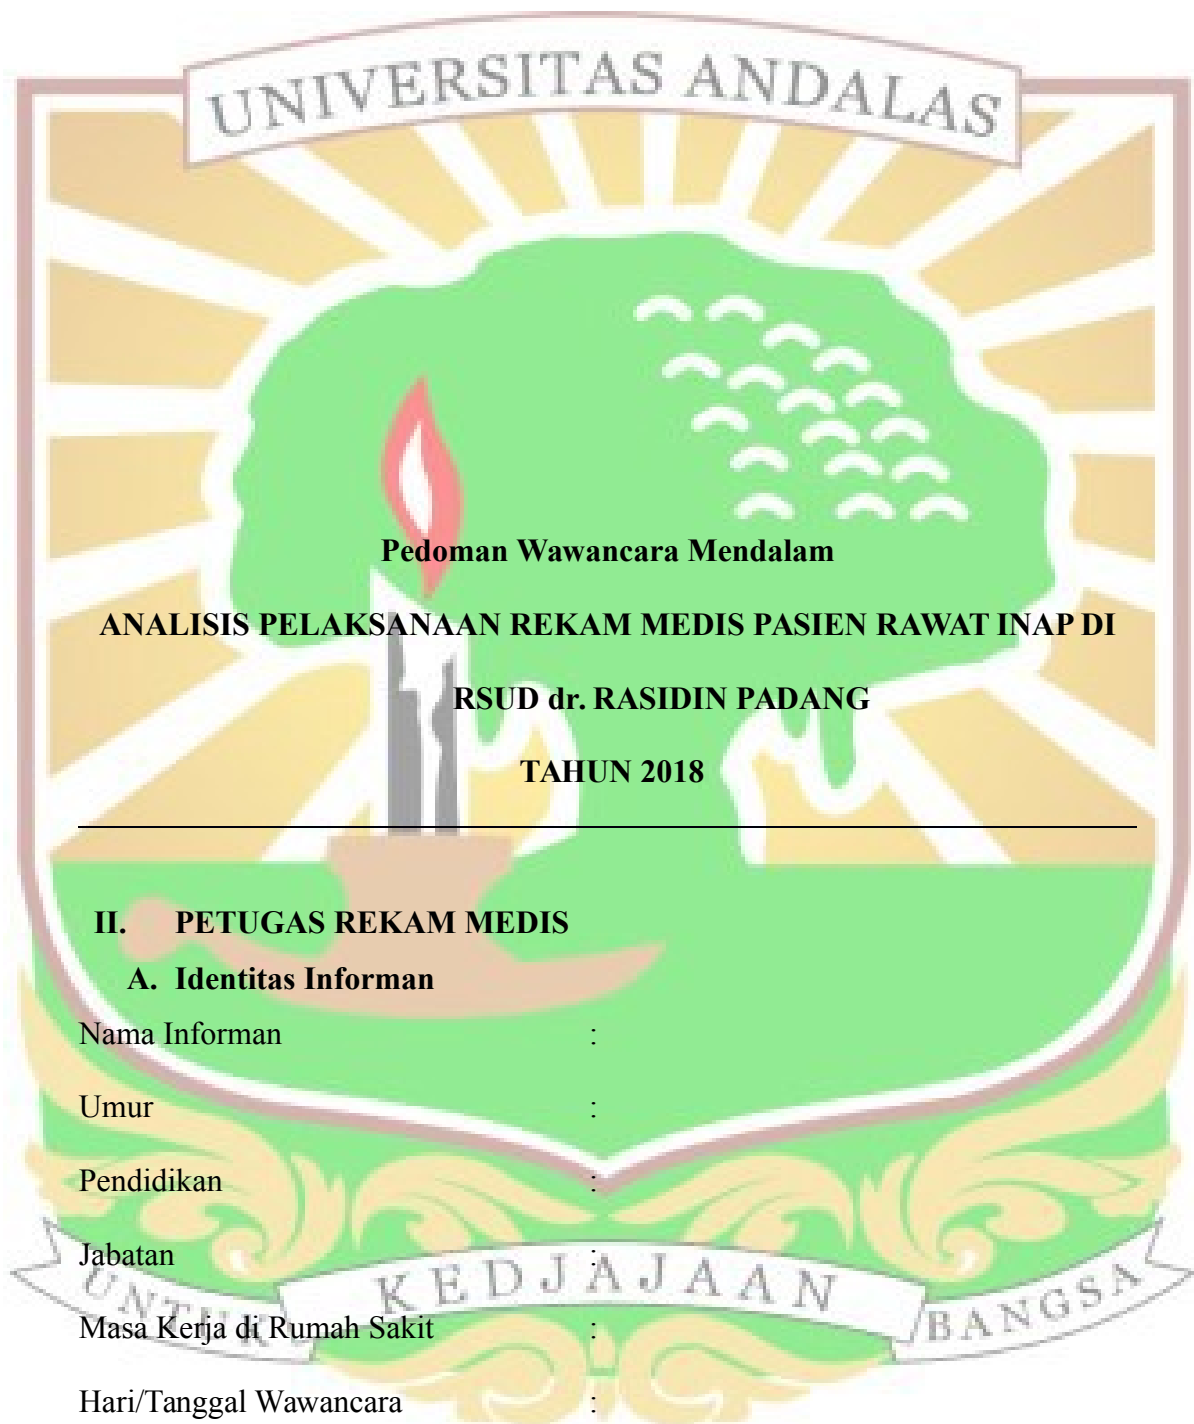 UNIVERSITAS ANDALAS
Pedoman Wawancara Mendalam
ANALISIS PELAKSANAAN REKAM MEDIS PASIEN RAWAT INAP DI
RSUD dr. RASIDIN PADANG
TAHUN 2018
II. PETUGAS REKAM MEDIS
A. Identitas Informan
Nama Informan :
Umur :
Pendidikan :
Jabatan :
Masa Kerja di Rumah Sakit :
Hari/Tanggal Wawancara :
UNTUK KEDJAJAAN BANGSA